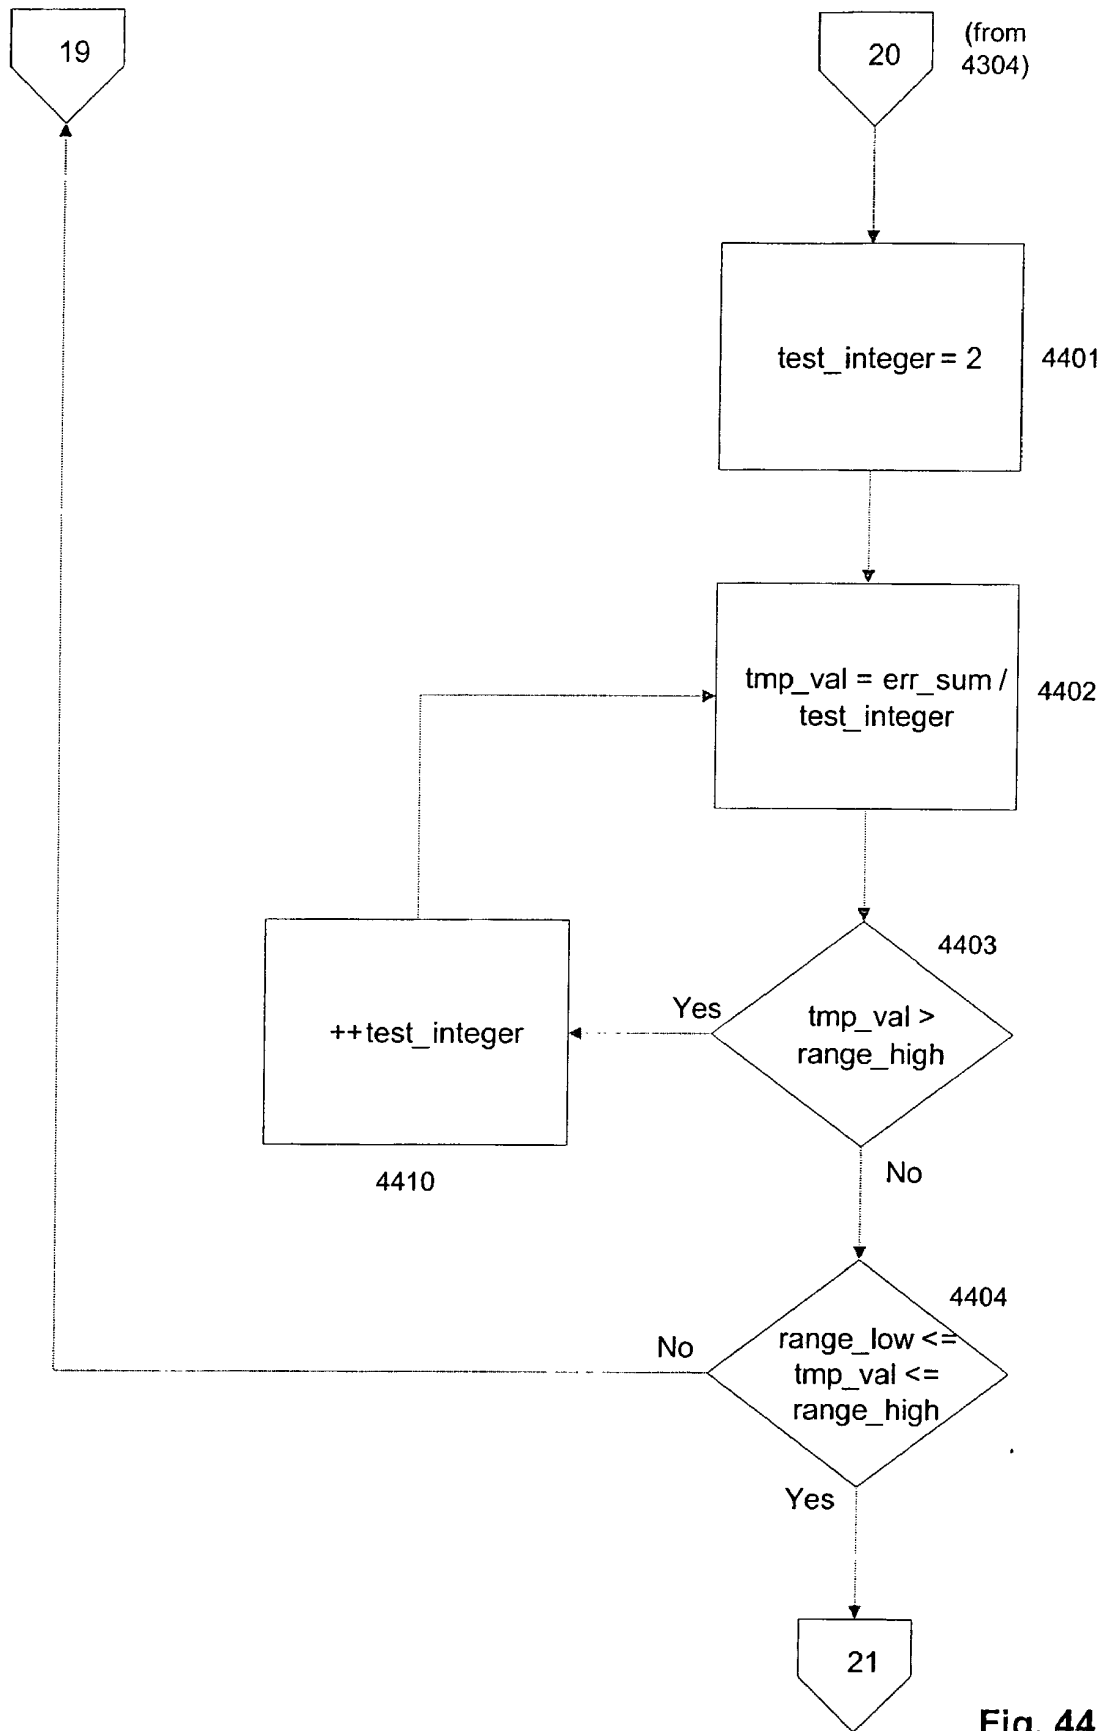 19
20
(from
4304)
test_integer = 2
4401
tmp_val = err_sum /
test_integer
4402
4403
tmp_val >
range_high
Yes
++test_integer
4410
No
4404
range_low <=
tmp_val <=
range_high
No
Yes
21
Fig. 44